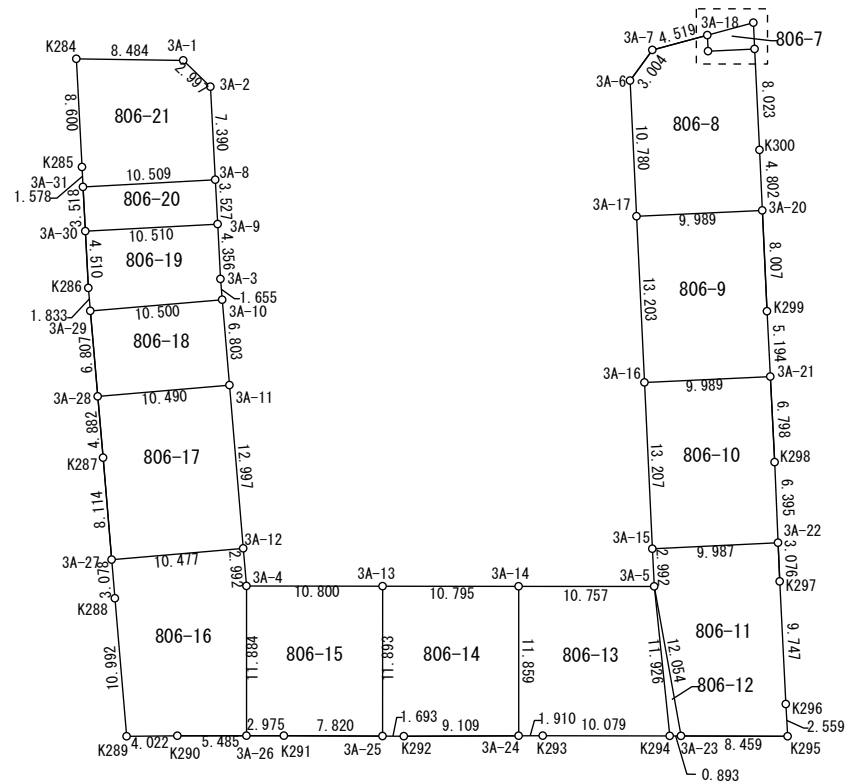 K284
8.484
3A-1
2.997
3A-2
8.600
806-21
7.390
K285
3A-31
1.578
10.509
3A-8
3.518
806-20
3.527
3A-30
10.510
3A-9
4.510
806-19
4.356
K286
3A-3
1.655
1.833
3A-29
10.500
3A-10
6.807
806-18
6.803
3A-28
10.490
3A-11
4.882
806-17
12.997
K287
8.114
3A-27
10.477
3A-12
3.078
2.992
K288
3A-4
10.992
806-16
11.884
K289
4.022
K290
5.485
3A-26
2.975
K291
7.820
3A-25
1.693
K292
9.109
3A-24
1.910
K293
10.079
K294
3A-23
0.893
8.459
K295
10.800
3A-13
10.795
3A-14
10.757
3A-5
806-15
11.893
806-14
11.859
806-13
11.926
12.054
806-12
806-11
3A-18
806-7
3A-7
4.519
3.004
3A-6
8.023
806-8
10.780
K300
4.802
3A-17
9.989
3A-20
8.007
806-9
13.203
K299
5.194
3A-16
9.989
3A-21
6.798
806-10
13.207
K298
6.395
3A-15
9.987
3A-22
2.992
3.076
K297
9.747
K296
2.559